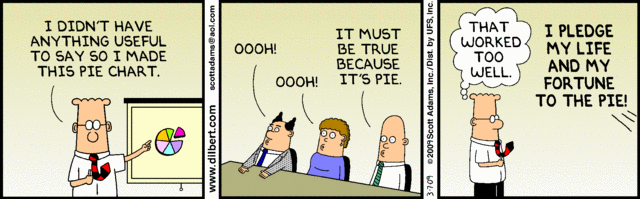 I DIDN'T HAVE
ANYTHING USEFUL
TO SAY SO I MADE
THIS PIE CHART.
www.dilbert.com
scottadams@aol.com
OOOH!
OOOH!
IT MUST
BE TRUE
BECAUSE
IT'S PIE.
3-7-09
©2009 Scott Adams, Inc./Dist. by UFS, Inc.
THAT
WORKED
TOO
WELL.
I PLEDGE
MY LIFE
AND MY
FORTUNE
TO THE PIE!